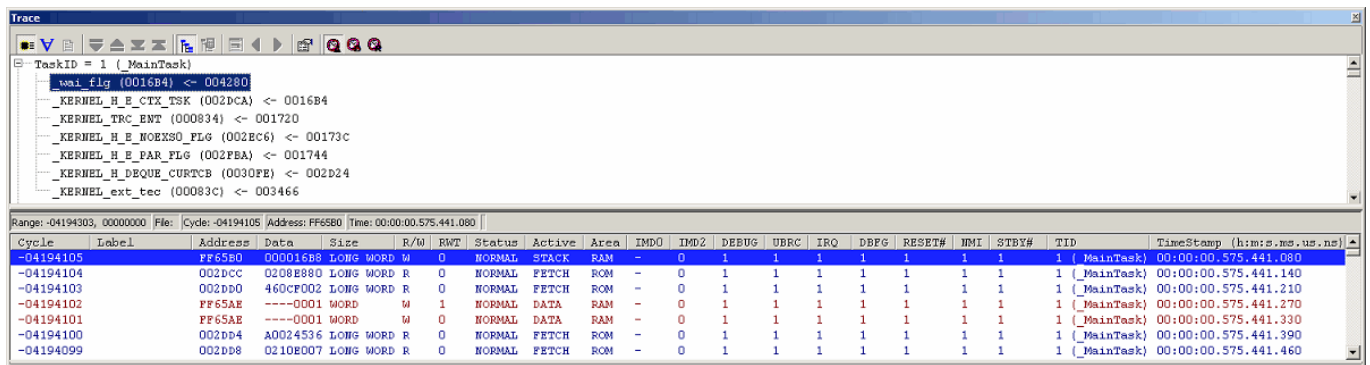 Trace
TaskID = 1 (_MainTask)
_wai_flg (0016B4) <- 004280
_KERNEL_H_E_CTX_TSK (002DCA) <- 0016B4
_KERNEL_TRC_ENT (000834) <- 001720
_KERNEL_H_E_NOEXS0_FLG (002EC6) <- 00173C
_KERNEL_H_E_PAR_FLG (002FBA) <- 001744
_KERNEL_H_DEQUE_CURTCB (0030FE) <- 002D24
_KERNEL_ext_tec (00083C) <- 003466
Range: -04194303, 00000000 File: Cycle: -04194105 Address: FF65B0 Time: 00:00:00.575.441.080
Cycle Label Address Data Size R/W RWT Status Active Area IMD0 IMD2 DEBUG UBRC IRQ DBFG RESET# NMI STBY# TID TimeStamp (h:m:s.ms.us.ns)
-04194105 FF65B0 000016B8 LONG WORD W 0 NORMAL STACK RAM - 0 1 1 1 1 1 1 1 1 (_MainTask) 00:00:00.575.441.080
-04194104 002DCC 0208E880 LONG WORD R 0 NORMAL FETCH ROM - 0 1 1 1 1 1 1 1 1 (_MainTask) 00:00:00.575.441.140
-04194103 002DD0 460CF002 LONG WORD R 0 NORMAL FETCH ROM - 0 1 1 1 1 1 1 1 1 (_MainTask) 00:00:00.575.441.210
-04194102 FF65AE ----0001 WORD W 1 NORMAL DATA RAM - 0 1 1 1 1 1 1 1 1 (_MainTask) 00:00:00.575.441.270
-04194101 FF65AE ----0001 WORD W 0 NORMAL DATA RAM - 0 1 1 1 1 1 1 1 1 (_MainTask) 00:00:00.575.441.330
-04194100 002DD4 A0024536 LONG WORD R 0 NORMAL FETCH ROM - 0 1 1 1 1 1 1 1 1 (_MainTask) 00:00:00.575.441.390
-04194099 002DD8 0210E007 LONG WORD R 0 NORMAL FETCH ROM - 0 1 1 1 1 1 1 1 1 (_MainTask) 00:00:00.575.441.460